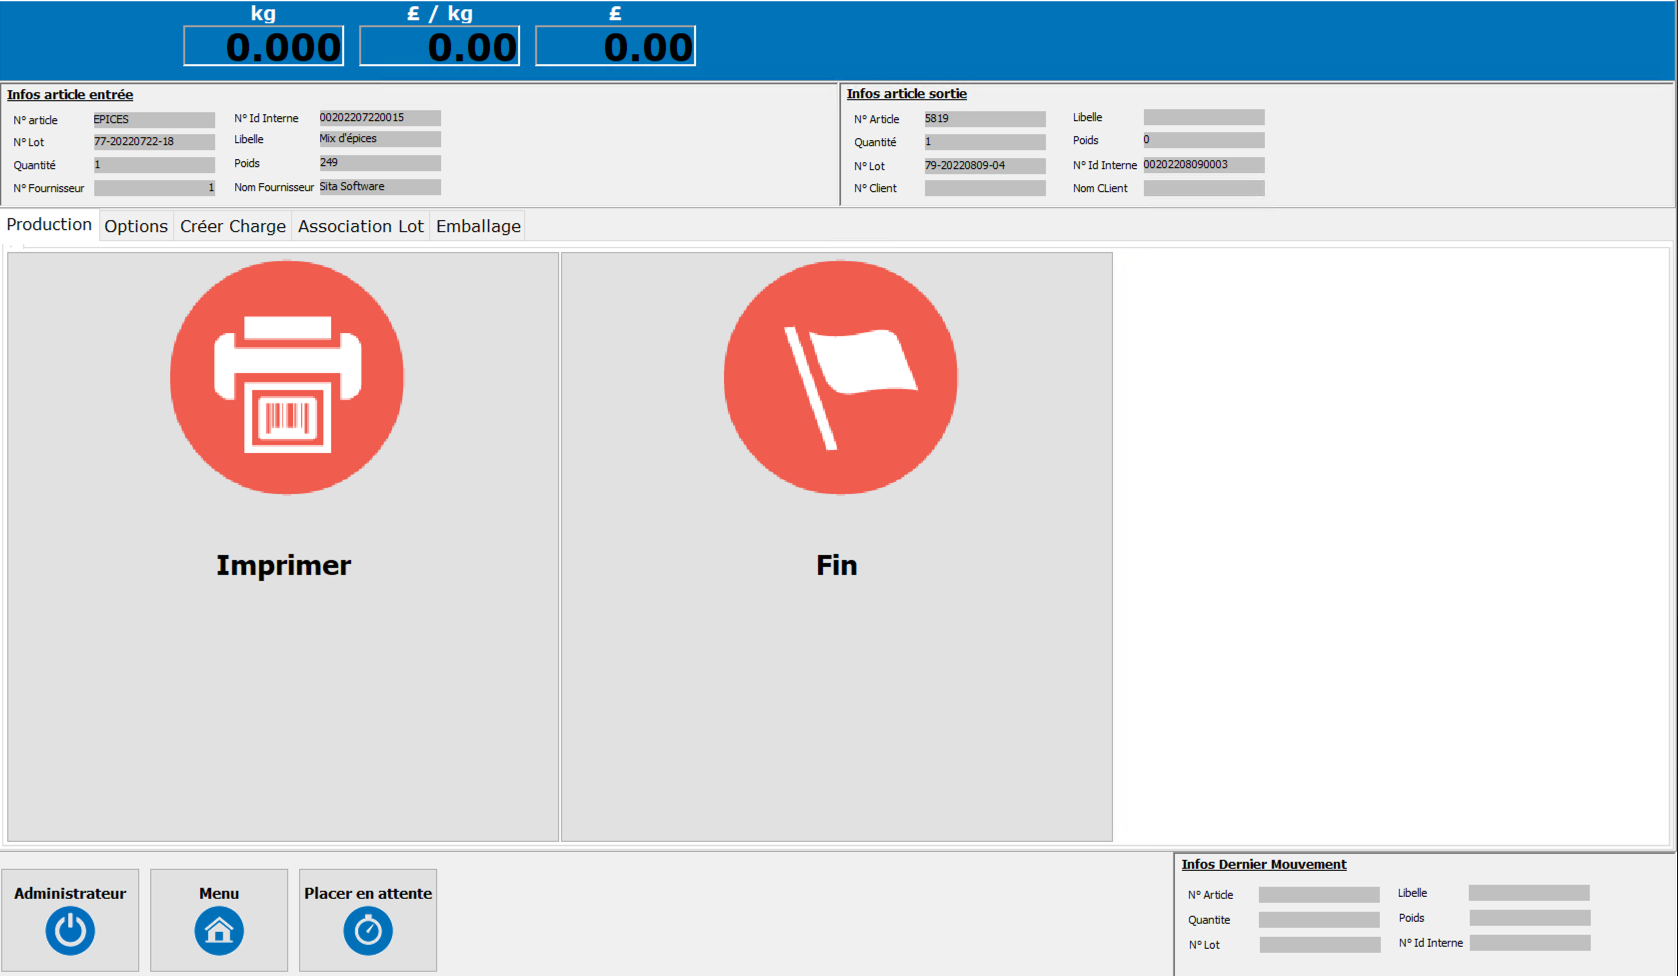 kg £ / kg £
0.000 0.00 0.00
Infos article entrée
N° article EPICES N° Id Interne 00202207220015
N° Lot 77-20220722-18 Libelle Mix d'épices
Quantité 1 Poids 249
N° Fournisseur 1 Nom Fournisseur Sita Software
Infos article sortie
N° Article 5819 Libelle
Quantité 1 Poids 0
N° Lot 79-20220809-04 N° Id Interne 00202208090003
N° Client Nom CLient
Production Options Créer Charge Association Lot Emballage
Imprimer Fin
Administrateur Menu Placer en attente
Infos Dernier Mouvement
N° Article Libelle
Quantite Poids
N° Lot N° Id Interne